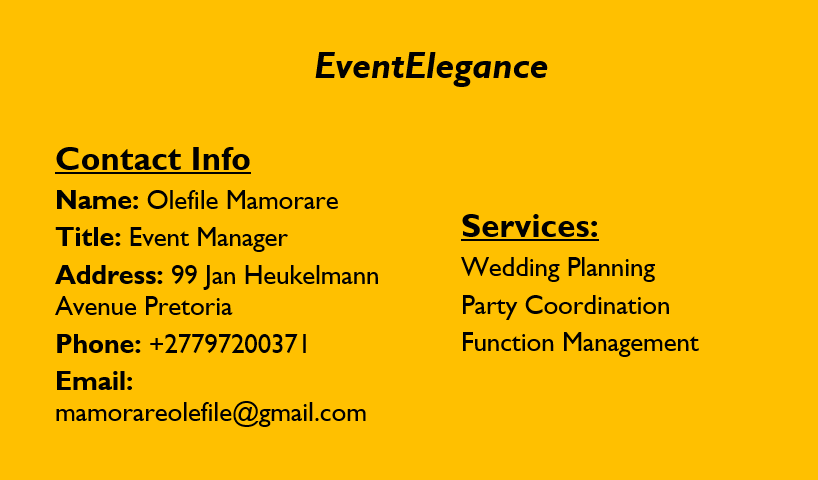 EventElegance
Contact Info
Name: Olefile Mamorare
Title: Event Manager
Address: 99 Jan Heukelmann
Avenue Pretoria
Phone: +27797200371
Email:
mamorareolefile@gmail.com
Services:
Wedding Planning
Party Coordination
Function Management